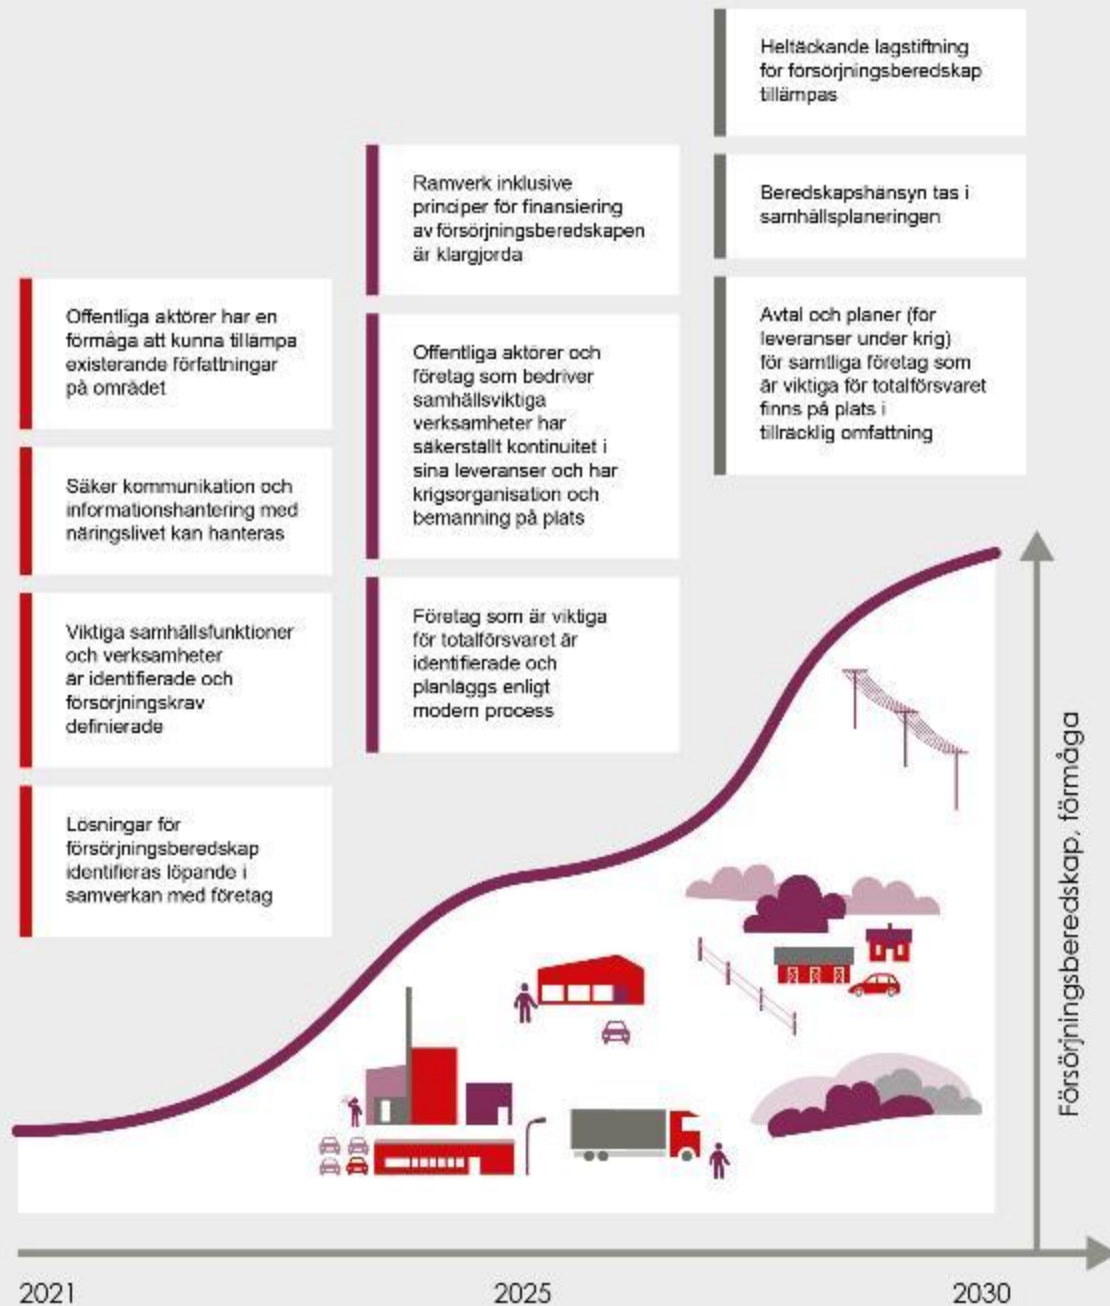 Offentliga aktörer har en
förmåga att kunna tillämpa
existerande författningar
på området
Säker kommunikation och
informationshantering med
näringslivet kan hanteras
Viktiga samhällsfunktioner
och verksamheter
är identifierade och
försörjningskrav
definierade
Lösningar för
försörjningsberedskap
identifieras löpande i
samverkan med företag
Ramverk inklusive
principer för finansiering
av försörjningsberedskapen
är klargjorda
Offentliga aktörer och
företag som bedriver
samhällsviktiga
verksamheter har
säkerställt kontinuitet i
sina leveranser och har
krigsorganisation och
bemanning på plats
Företag som är viktiga
för totalförsvaret är
identifierade och
planläggs enligt
modern process
Heltäckande lagstiftning
för försörjningsberedskap
tillämpas
Beredskapshänsyn tas i
samhällsplaneringen
Avtal och planer (för
leveranser under krig)
för samtliga företag som
är viktiga för totalförsvaret
finns på plats i
tillräcklig omfattning
Försörjningsberedskap, förmåga
2021
2025
2030